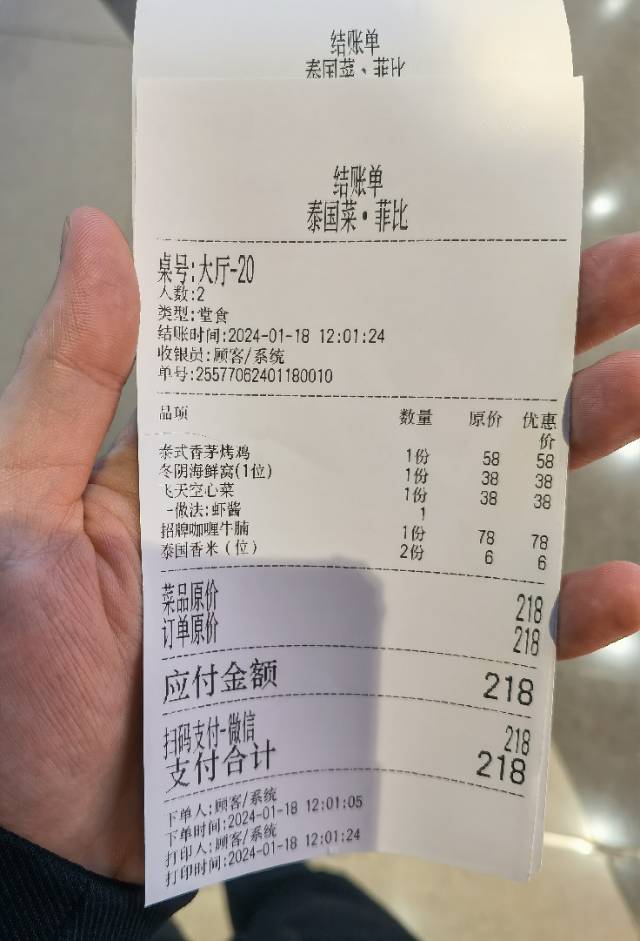 结账单
泰国菜·菲比
结账单
泰国菜·菲比
桌号:大厅-20
人数:2
类型:堂食
结账时间:2024-01-18 12:01:24
收银员:顾客/系统
单号:25577062401180010
品项 数量 原价 优惠价
泰式香茅烤鸡 1份 58 58
冬阴海鲜窝(1位) 1份 38 38
飞天空心菜 1份 38 38
-做法:虾酱 1
招牌咖喱牛腩 1份 78 78
泰国香米(位) 2份 6 6
菜品原价 218
订单原价 218
应付金额 218
扫码支付-微信 218
支付合计 218
下单人:顾客/系统
下单时间:2024-01-18 12:01:05
打印人:顾客/系统
打印时间:2024-01-18 12:01:24